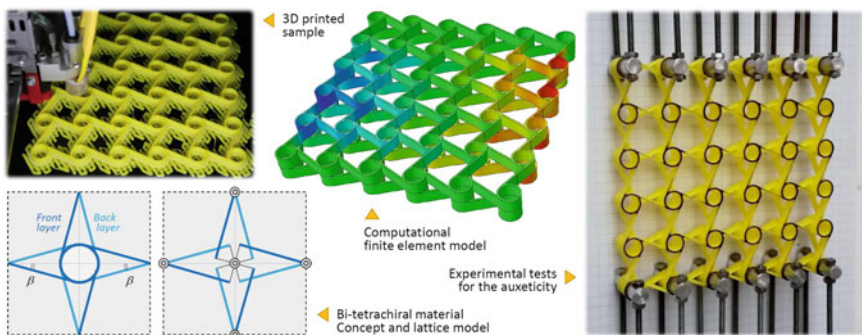 3D printed
sample
Front
layer
Back
layer
β
β
Computational
finite element model
Experimental tests
for the auxeticity
Bi-tetrachiral material
Concept and lattice model